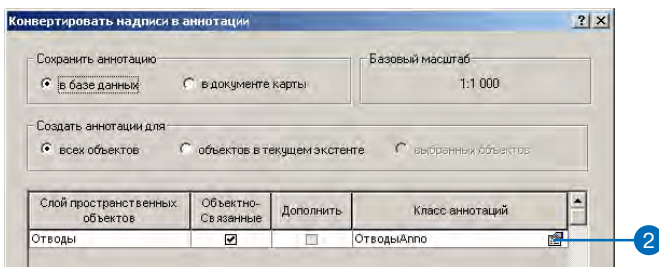 Конвертировать надписи в аннотации
Сохранить аннотацию
Базовый масштаб
в базе данных в документе карты
1:1 000
Создать аннотации для
всех объектов объектов в текущем экстенте выбранных объектов
Слой пространственных объектов Объектно-Связанные Дополнить Класс аннотаций
Отводы ОтводыAnno
2